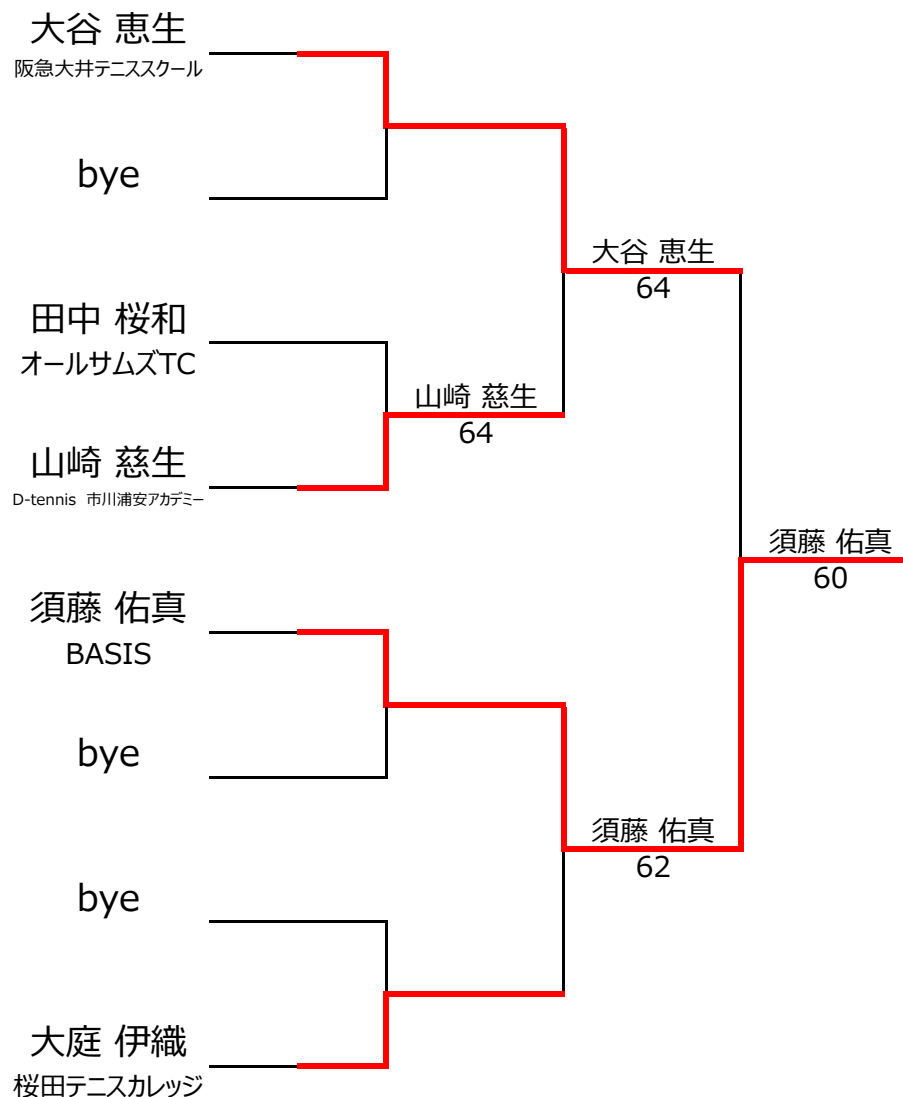 大谷 恵生
阪急大井テニススクール
bye
大谷 恵生
64
田中 桜和
オールサムズTC
山崎 慈生
64
山崎 慈生
D-tennis 市川浦安アカデミー
須藤 佑真
60
須藤 佑真
BASIS
bye
須藤 佑真
62
bye
大庭 伊織
桜田テニスカレッジ